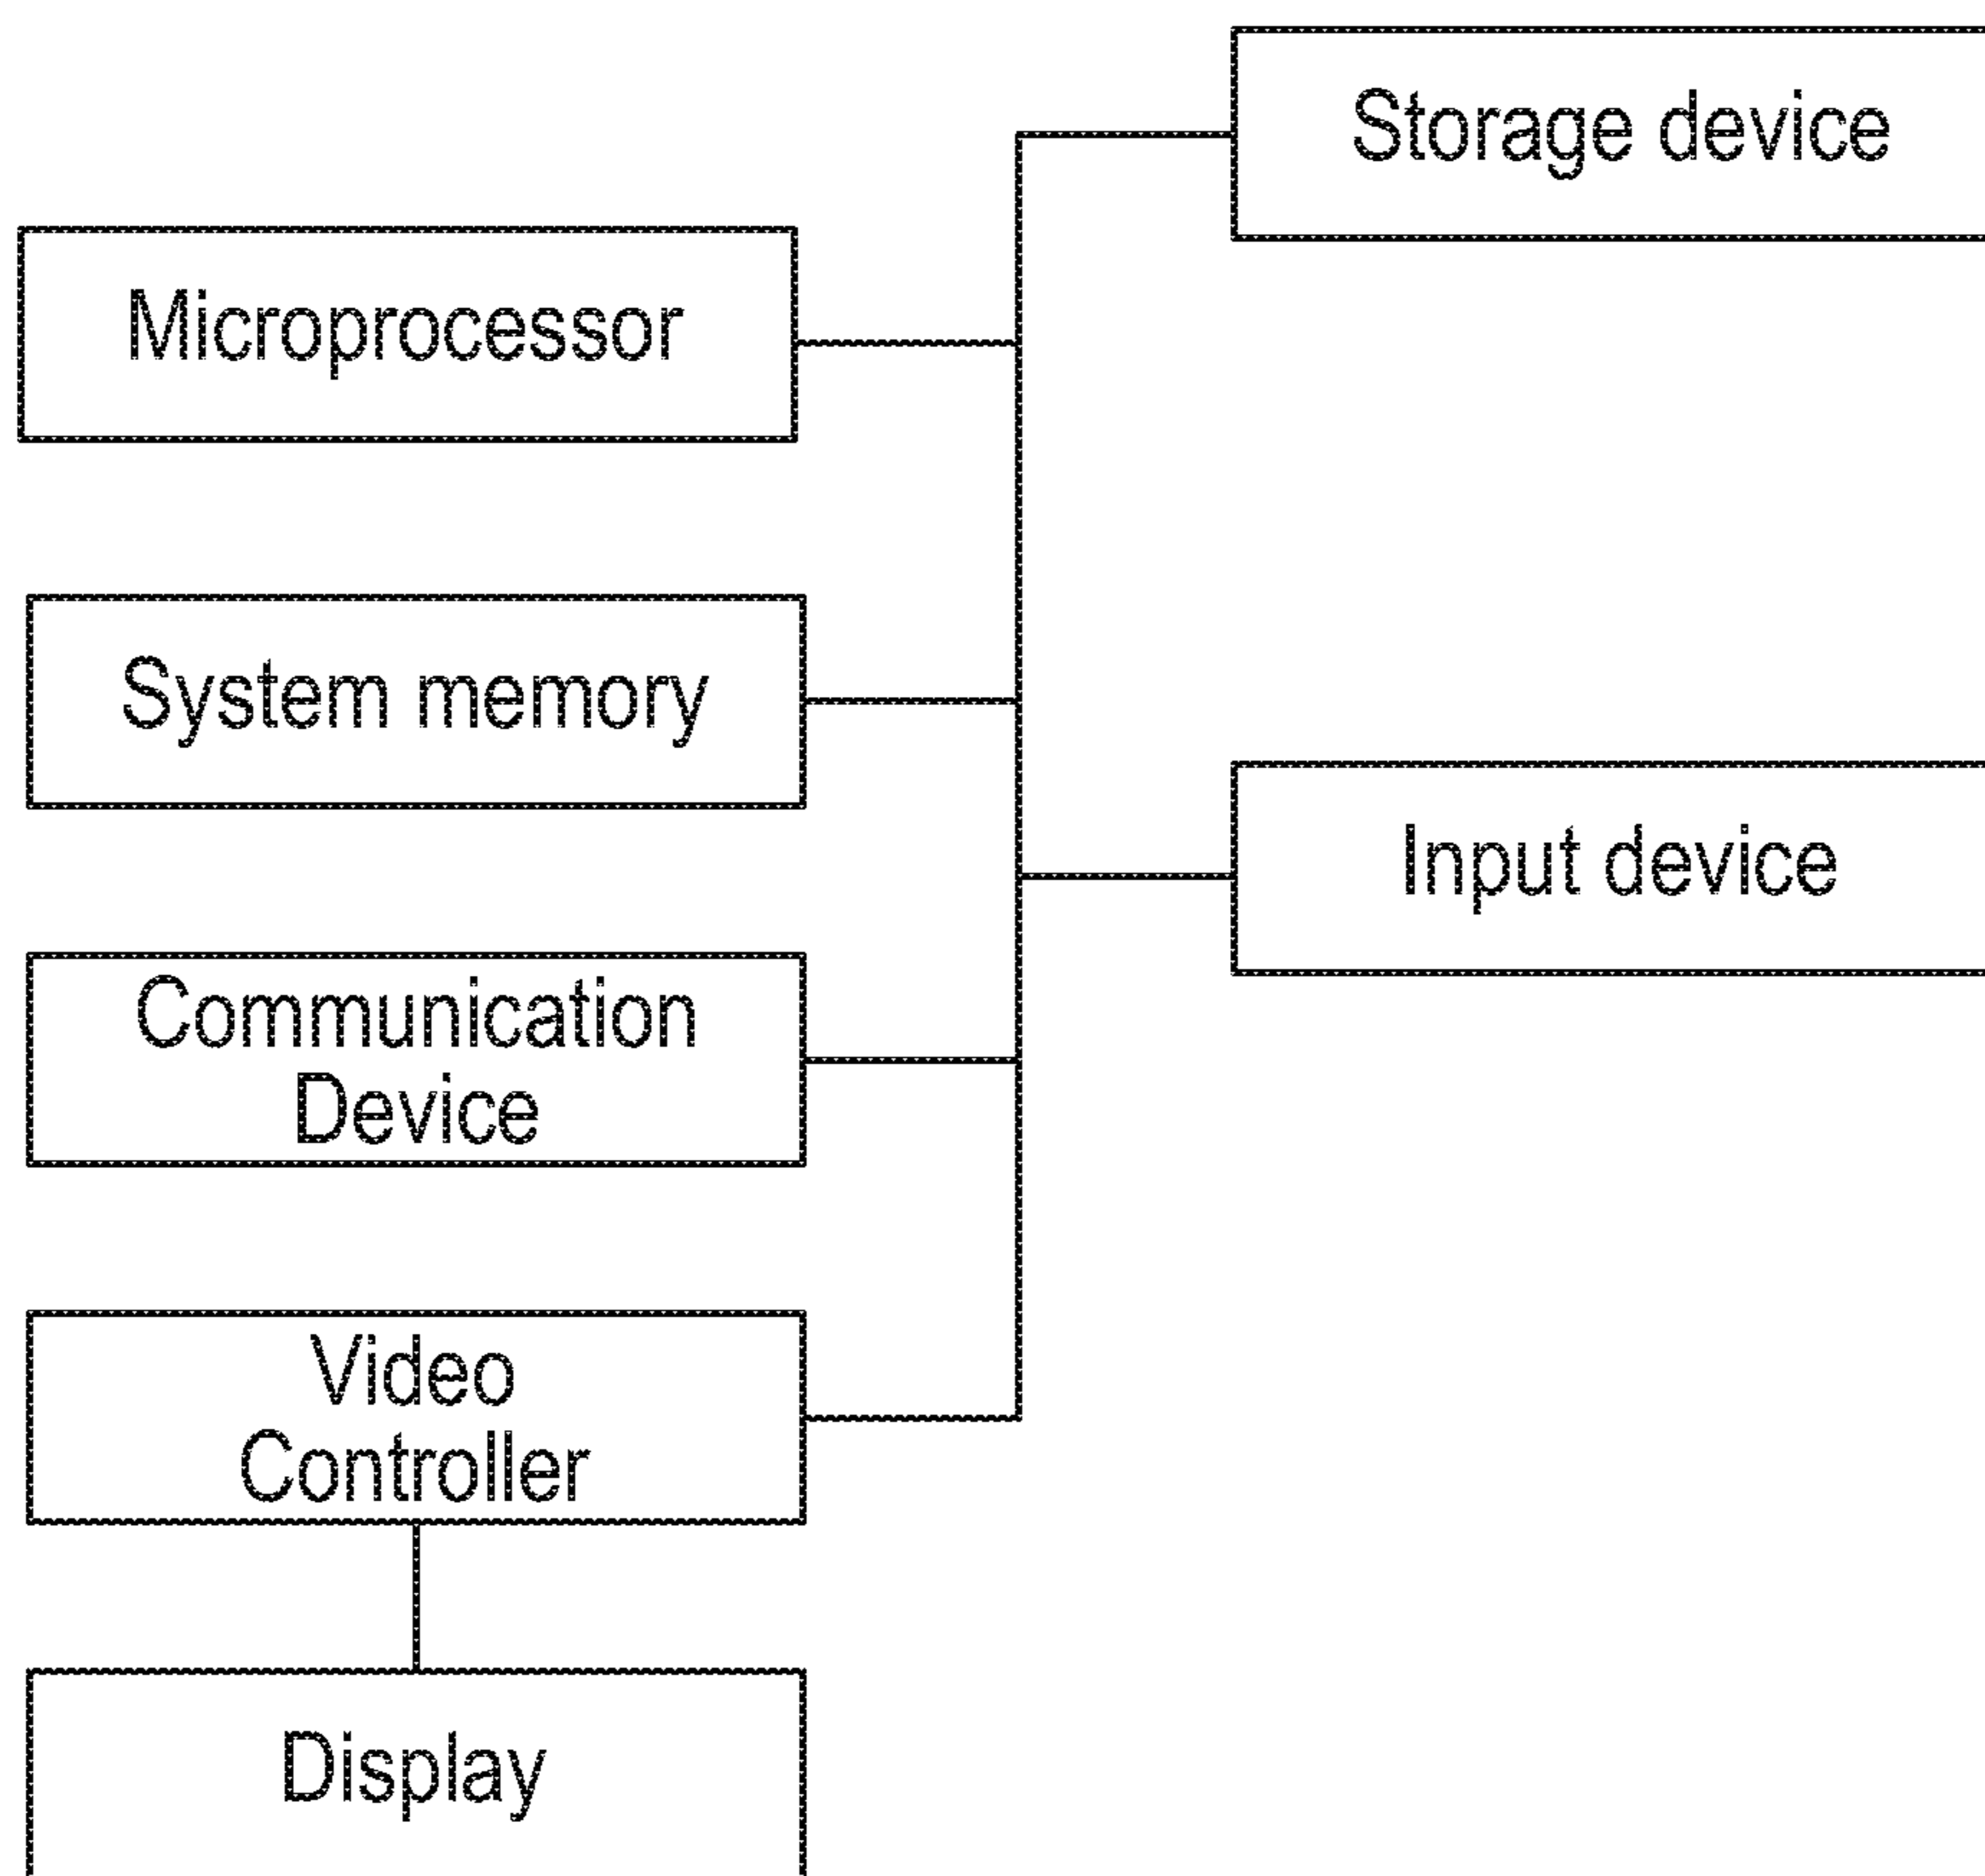 Storage device
Microprocessor
System memory
Input device
Communication
Device
Video
Controller
Display